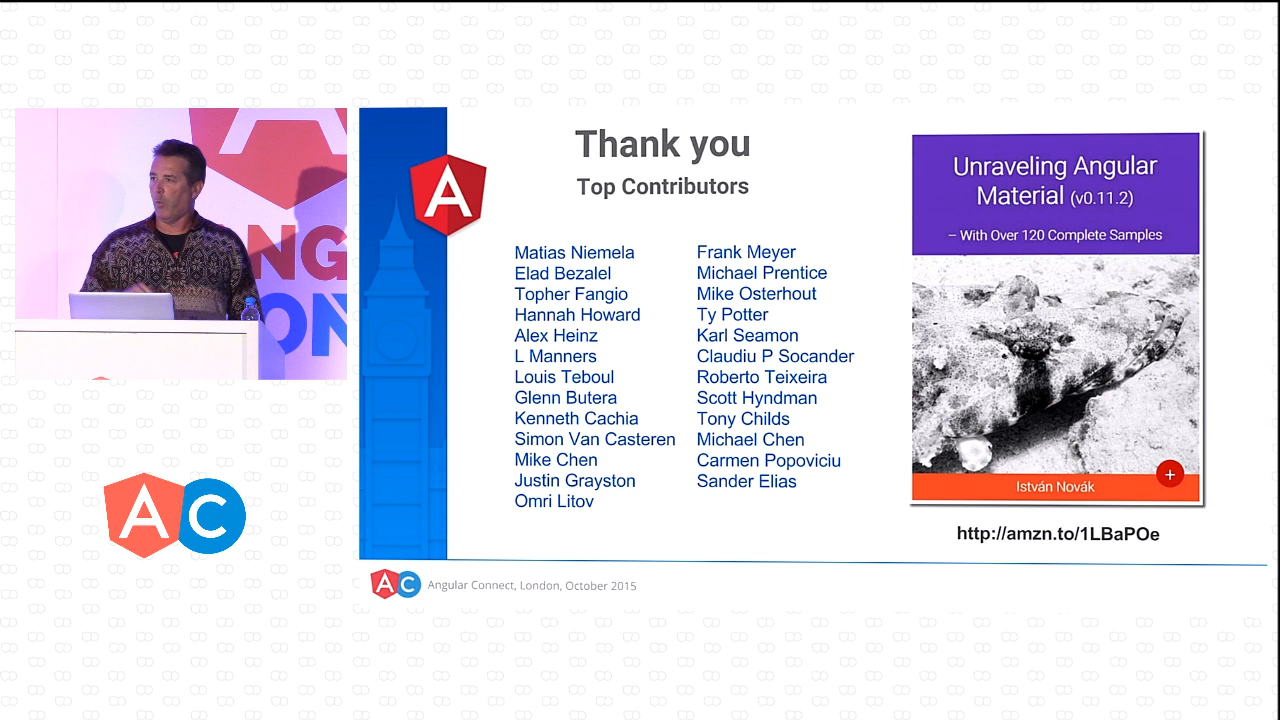 Thank you
Top Contributors
Matias Niemela
Elad Bezalel
Topher Fangio
Hannah Howard
Alex Heinz
L Manners
Louis Teboul
Glenn Butera
Kenneth Cachia
Simon Van Casteren
Mike Chen
Justin Grayston
Omri Litov
Frank Meyer
Michael Prentice
Mike Osterhout
Ty Potter
Karl Seamon
Claudiu P Socander
Roberto Teixeira
Scott Hyndman
Tony Childs
Michael Chen
Carmen Popoviciu
Sander Elias
Unraveling Angular
Material (v0.11.2)
– With Over 120 Complete Samples
+
István Novák
http://amzn.to/1LBaPOe
A
NG
ON
A
A C
A C Angular Connect, London, October 2015